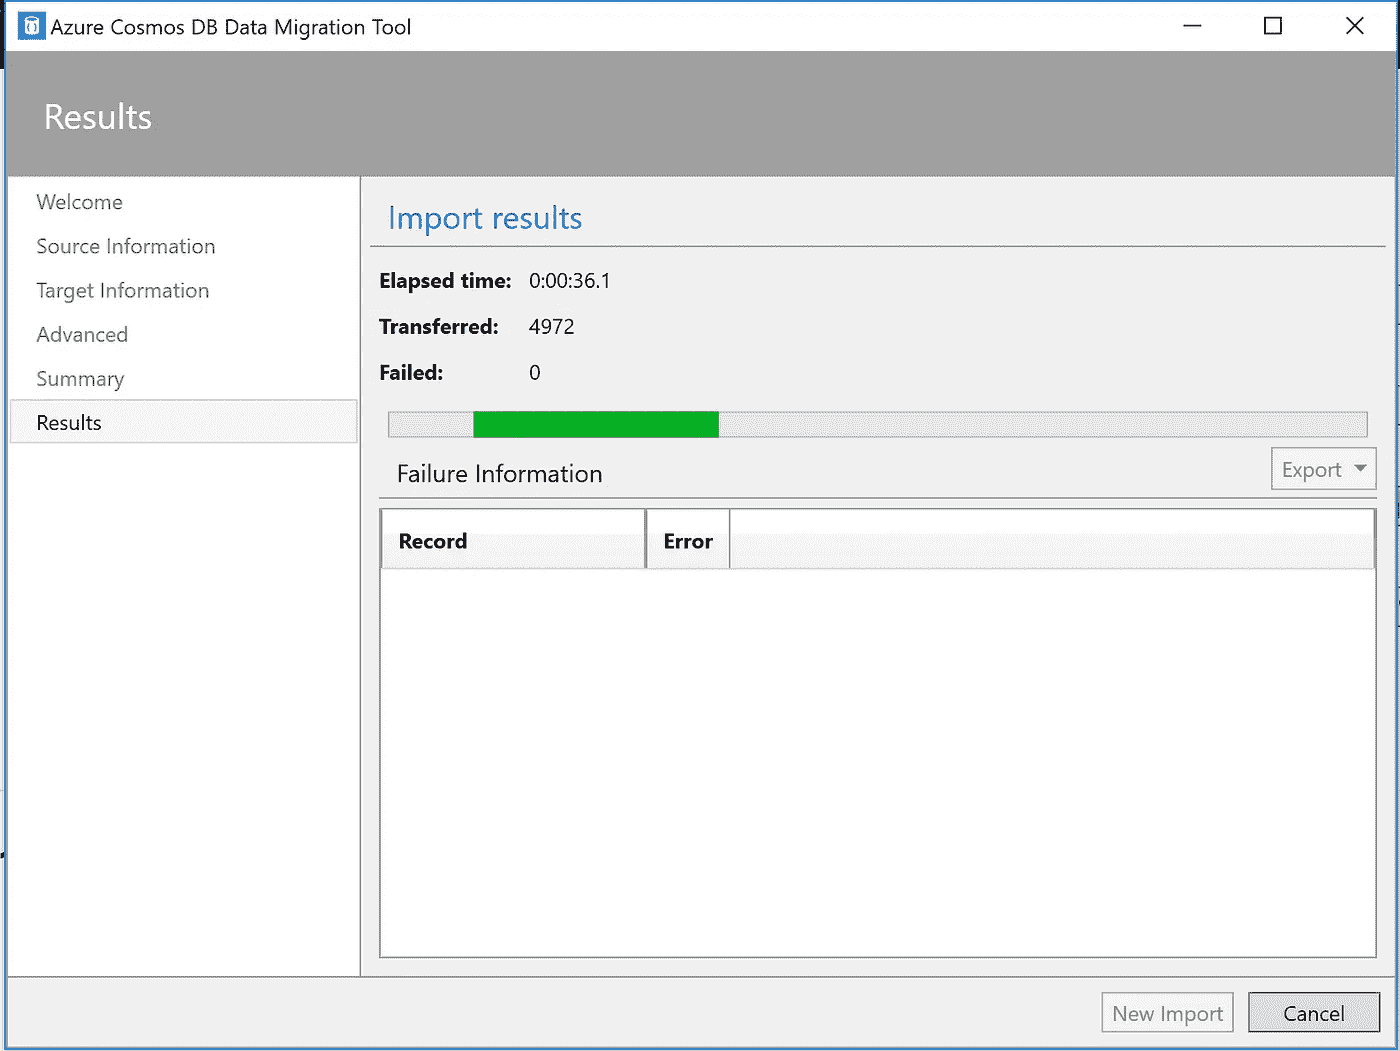 Azure Cosmos DB Data Migration Tool
Results
Welcome
Source Information
Target Information
Advanced
Summary
Results
Import results
Elapsed time: 0:00:36.1
Transferred: 4972
Failed: 0
Failure Information
Export
Record Error
New Import Cancel